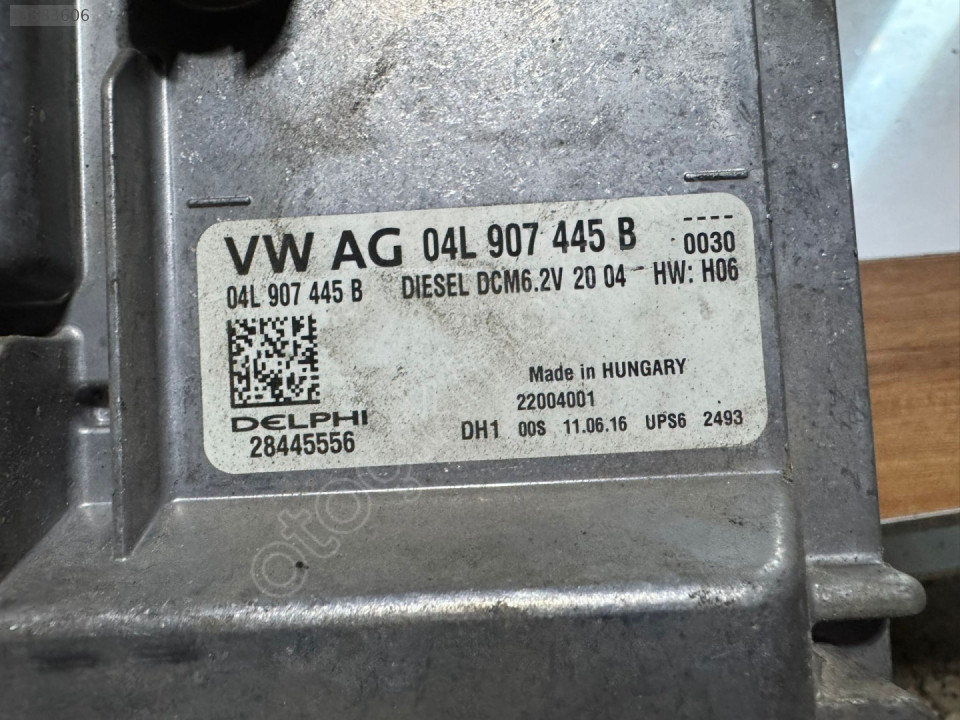 VW AG 04L 907 445 B ---- 0030
04L 907 445 B DIESEL DCM6.2V 20 04 - HW: H06
Made in HUNGARY
22004001
DELPHI
28445556
DH1 00S 11.06.16 UPS6 2493